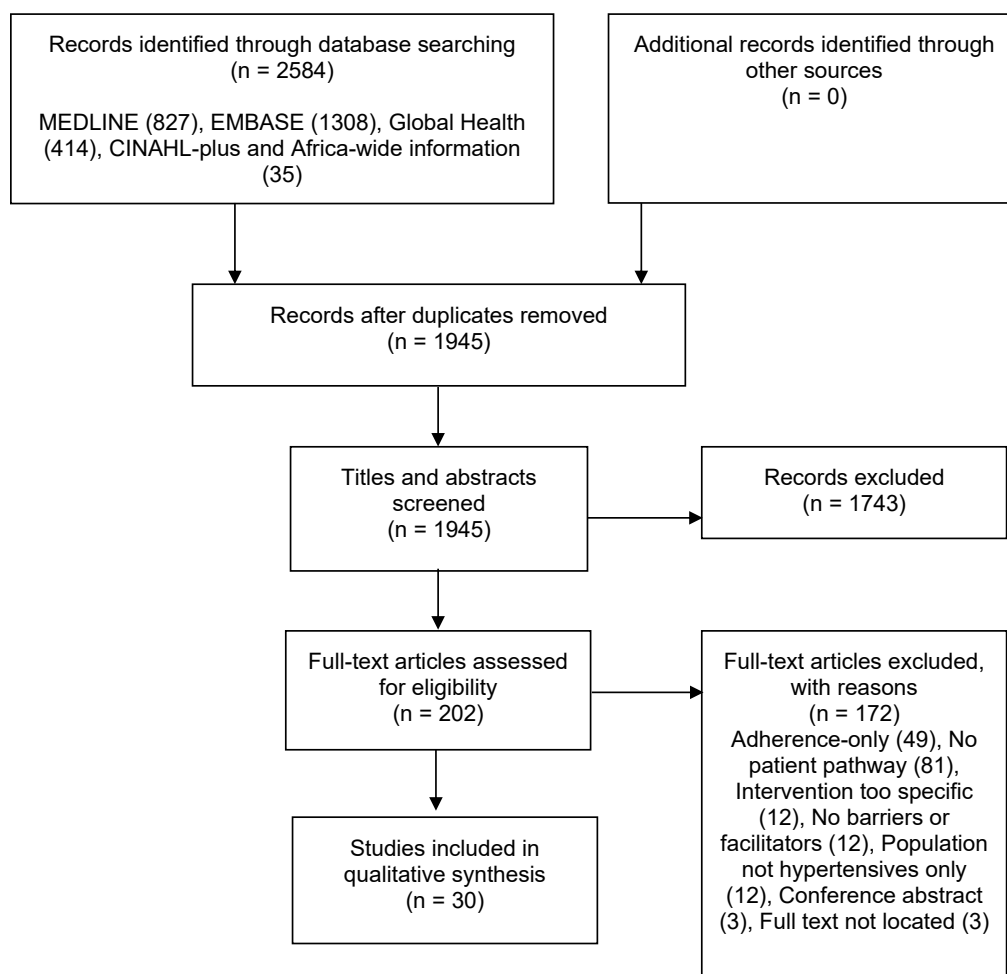 Records identified through database searching
(n = 2584)
MEDLINE (827), EMBASE (1308), Global Health
(414), CINAHL-plus and Africa-wide information
(35)
Additional records identified through
other sources
(n = 0)
Records after duplicates removed
(n = 1945)
Titles and abstracts
screened
(n = 1945)
Records excluded
(n = 1743)
Full-text articles assessed
for eligibility
(n = 202)
Full-text articles excluded,
with reasons
(n = 172)
Adherence-only (49), No
patient pathway (81),
Intervention too specific
(12), No barriers or
facilitators (12), Population
not hypertensives only
(12), Conference abstract
(3), Full text not located (3)
Studies included in
qualitative synthesis
(n = 30)